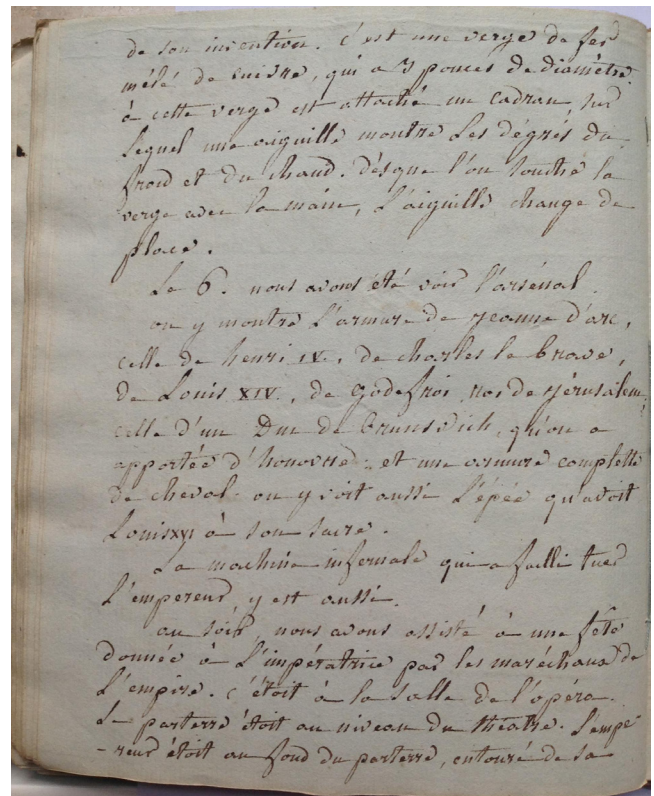 de son invention. c'est une verge de fer
mêlé de cuivre, qui a 3 pouces de diamètre.
à cette verge est attaché un cadran, sur
lequel une aiguille montre les dégrés du
froid et du chaud. dèsque l'on touche la
verge avec la main, l'aiguille change de
place.
Le 6. nous avons été voir l'arsénal.
on y montre l'armure de jeanne d'arc,
celle de henri IV., de charles le brave,
de Louis XIV., de godefroi, roi de jérusalem,
celle d'un Duc de brunswich, qu'on a
apportée d'hanovre: et une armure complette
de cheval. on y voit aussi l'épée qu'avoit
Louis XVI à son sacre.
La machine infernale qui a failli tuer
l'empereur, y est aussi.
au soir, nous avons assisté à une fête
donnée à l'impératrice par les maréchaux de
l'empire. c'étoit à la salle de l'opéra.
Le parterre étoit au niveau du théatre. l'empe-
-reur étoit au fond du parterre, entouré de sa